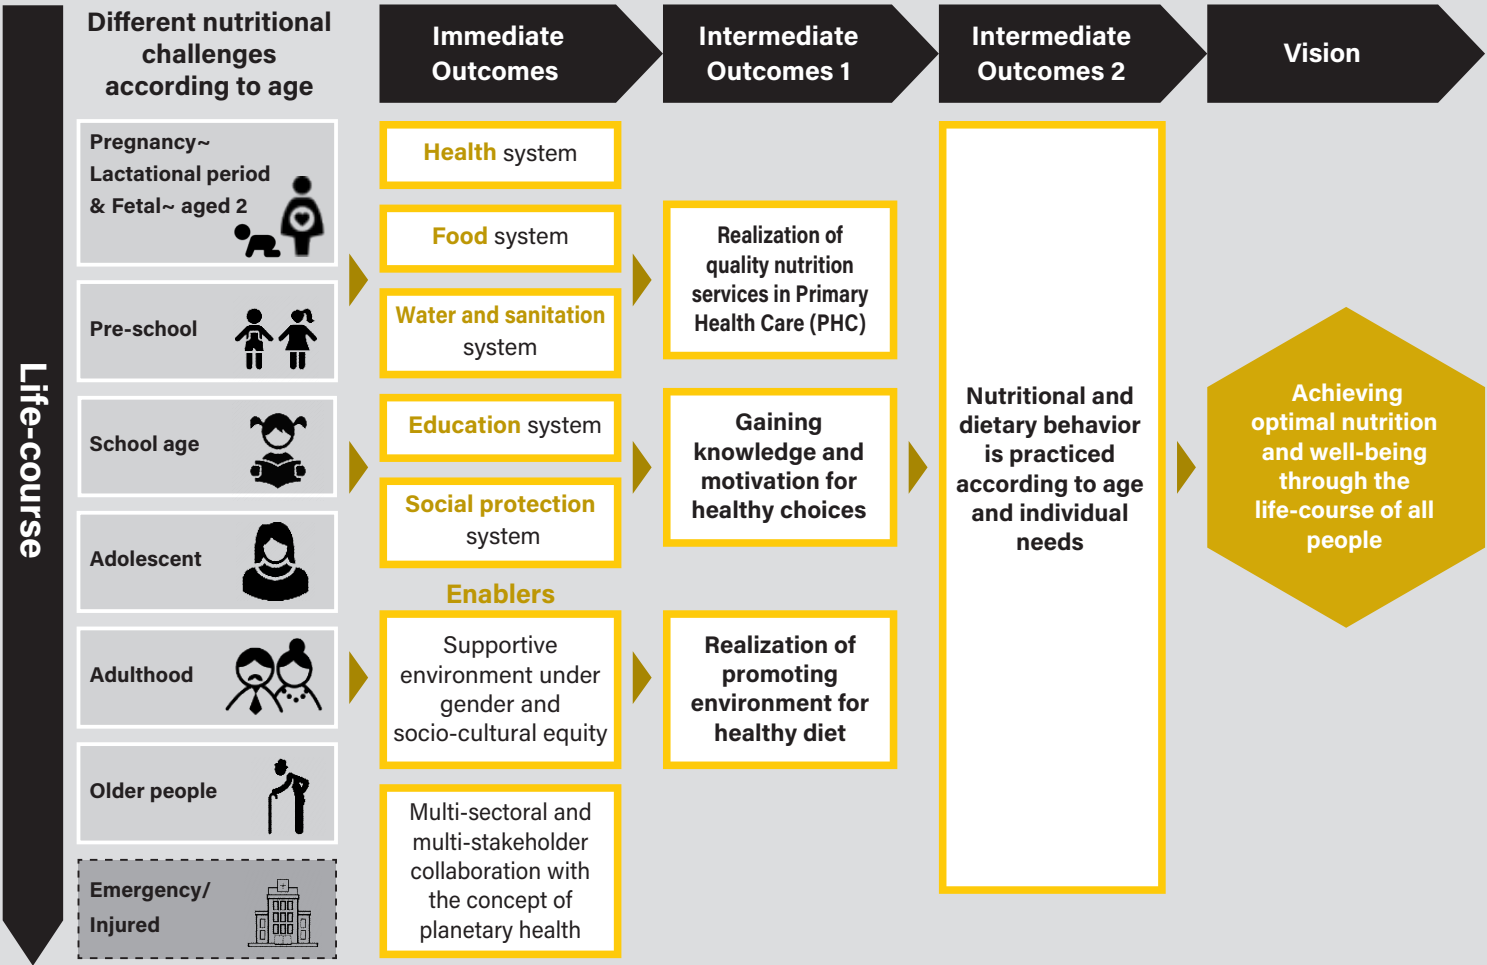 Different nutritional
challenges
according to age
Immediate
Outcomes
Intermediate
Outcomes 1
Intermediate
Outcomes 2
Vision
Life-course
Pregnancy~
Lactational period
& Fetal~ aged 2
Pre-school
School age
Adolescent
Adulthood
Older people
Emergency/
Injured
Health system
Food system
Water and sanitation
system
Education system
Social protection
system
Enablers
Supportive
environment under
gender and
socio-cultural equity
Multi-sectoral and
multi-stakeholder
collaboration with
the concept of
planetary health
Realization of
quality nutrition
services in Primary
Health Care (PHC)
Gaining
knowledge and
motivation for
healthy choices
Realization of
promoting
environment for
healthy diet
Nutritional and
dietary behavior
is practiced
according to age
and individual
needs
Achieving
optimal nutrition
and well-being
through the
life-course of all
people